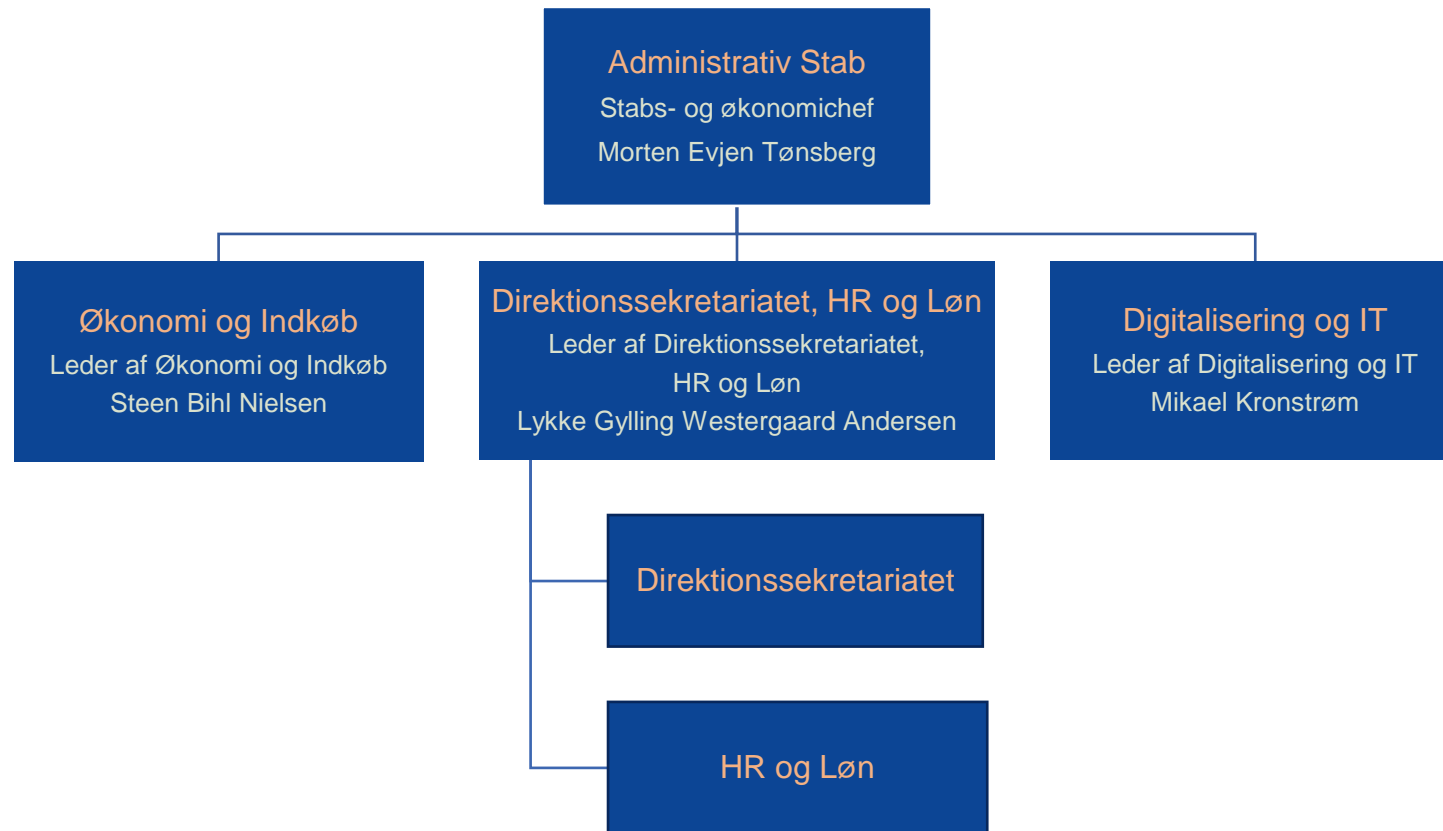 Administrativ Stab
Stabs- og økonomichef
Morten Evjen Tønsberg
Økonomi og Indkøb
Leder af Økonomi og Indkøb
Steen Bihl Nielsen
Direktionssekretariatet, HR og Løn
Leder af Direktionssekretariatet,
HR og Løn
Lykke Gylling Westergaard Andersen
Digitalisering og IT
Leder af Digitalisering og IT
Mikael Kronstrøm
Direktionssekretariatet
HR og Løn